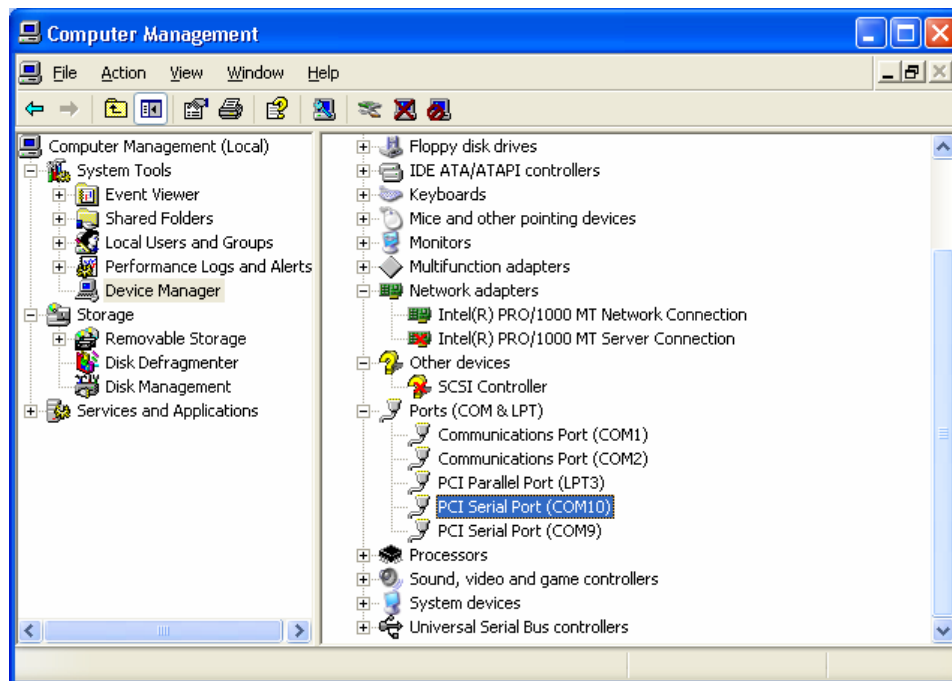 Computer Management
File Action View Window Help
Computer Management (Local)
System Tools
Event Viewer
Shared Folders
Local Users and Groups
Performance Logs and Alerts
Device Manager
Storage
Removable Storage
Disk Defragmenter
Disk Management
Services and Applications
Floppy disk drives
IDE ATA/ATAPI controllers
Keyboards
Mice and other pointing devices
Monitors
Multifunction adapters
Network adapters
Intel(R) PRO/1000 MT Network Connection
Intel(R) PRO/1000 MT Server Connection
Other devices
SCSI Controller
Ports (COM & LPT)
Communications Port (COM1)
Communications Port (COM2)
PCI Parallel Port (LPT3)
PCI Serial Port (COM10)
PCI Serial Port (COM9)
Processors
Sound, video and game controllers
System devices
Universal Serial Bus controllers